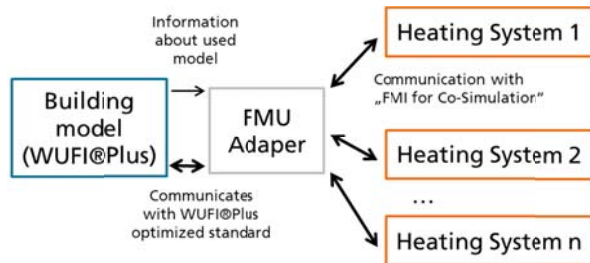 Information
about used
model
Building
model
(WUFI®Plus)
FMU
Adaper
Communicates
with WUFI®Plus
optimized standard
Heating System 1
Communication with
„FMI for Co-Simulation“
Heating System 2
...
Heating System n